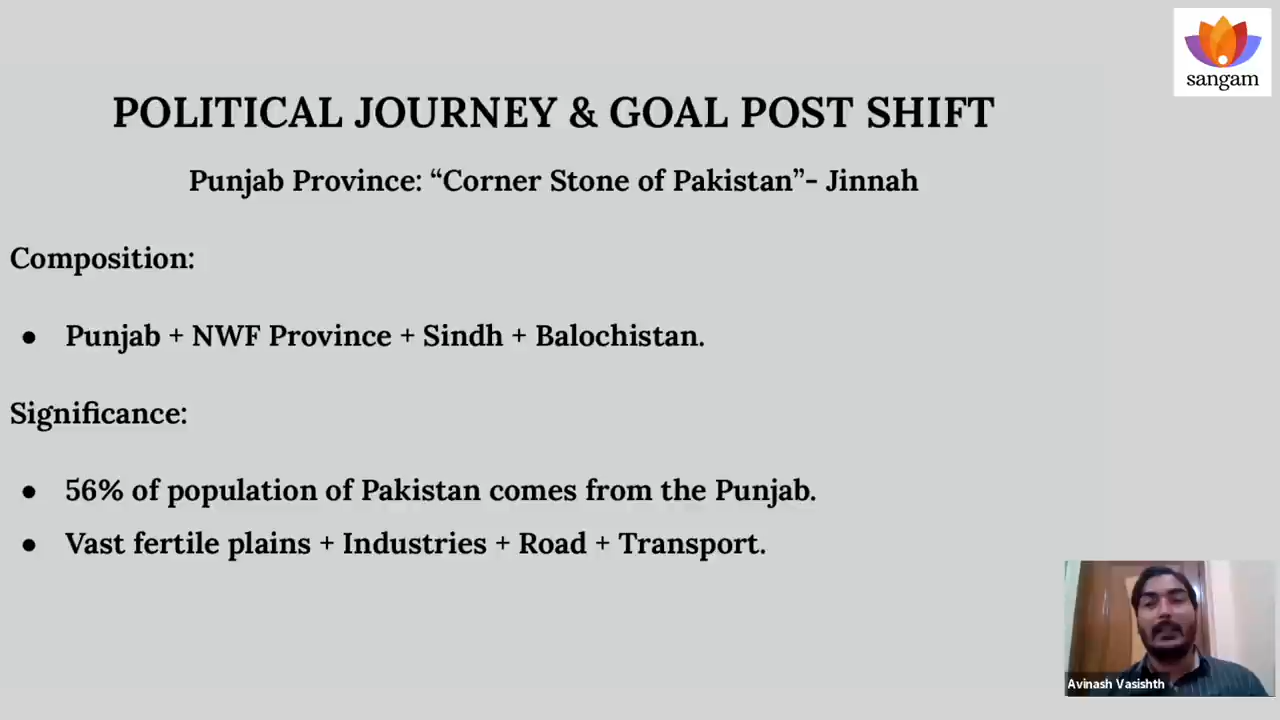 sangam
POLITICAL JOURNEY & GOAL POST SHIFT
Punjab Province: “Corner Stone of Pakistan”- Jinnah
Composition:
● Punjab + NWF Province + Sindh + Balochistan.
Significance:
● 56% of population of Pakistan comes from the Punjab.
● Vast fertile plains + Industries + Road + Transport.
Avinash Vasishth